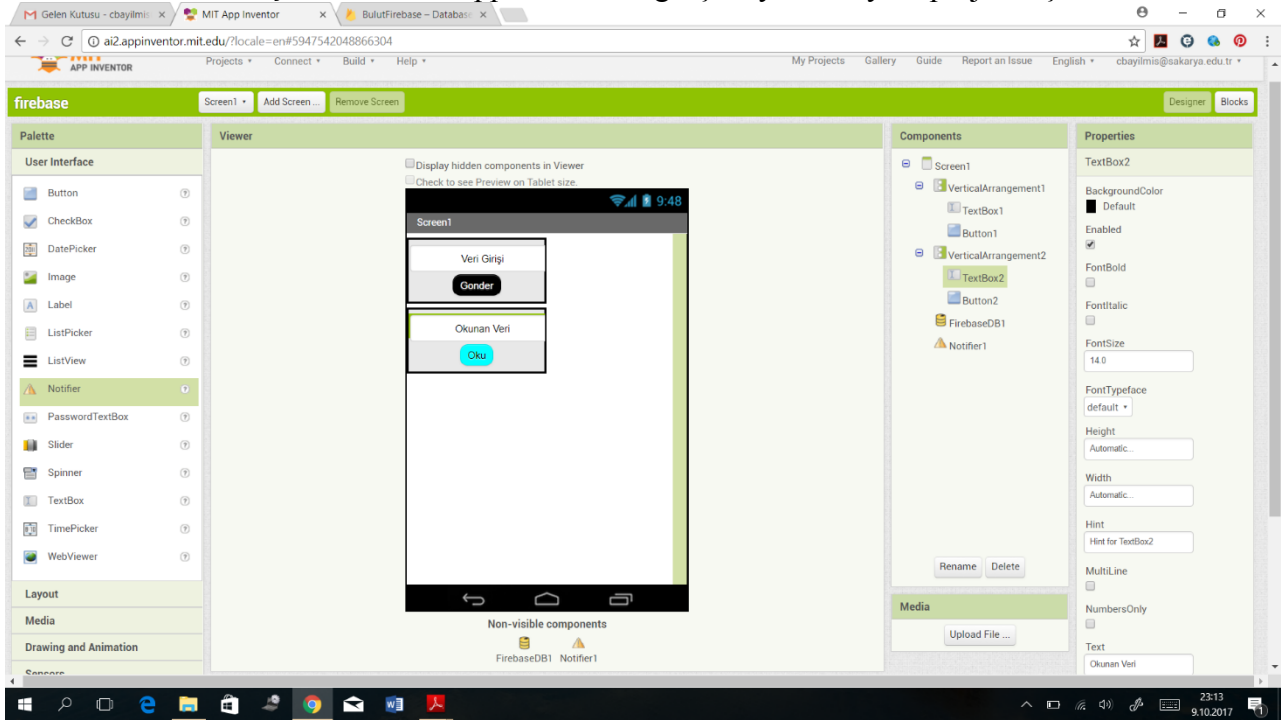 Gelen Kutusu - cbayilmis
MIT App Inventor
BulutFirebase – Database
ai2.appinventor.mit.edu/?locale=en#5947542048866304
APP INVENTOR
Projects Connect Build Help My Projects Gallery Guide Report an Issue English cbayilmis@sakarya.edu.tr
firebase Screen1 Add Screen ... Remove Screen Designer Blocks
Palette
User Interface
Button
CheckBox
DatePicker
Image
Label
ListPicker
ListView
Notifier
PasswordTextBox
Slider
Spinner
TextBox
TimePicker
WebViewer
Layout
Media
Drawing and Animation
Sensors
Viewer
Display hidden components in Viewer
Check to see Preview on Tablet size.
9:48
Screen1
Veri Girişi
Gonder
Okunan Veri
Oku
Non-visible components
FirebaseDB1 Notifier1
Components
Screen1
VerticalArrangement1
TextBox1
Button1
VerticalArrangement2
TextBox2
Button2
FirebaseDB1
Notifier1
Rename Delete
Media
Upload File ...
Properties
TextBox2
BackgroundColor
Default
Enabled
FontBold
FontItalic
FontSize
14.0
FontTypeface
default
Height
Automatic...
Width
Automatic...
Hint
Hint for TextBox2
MultiLine
NumbersOnly
Text
Okunan Veri
23:13
9.10.2017